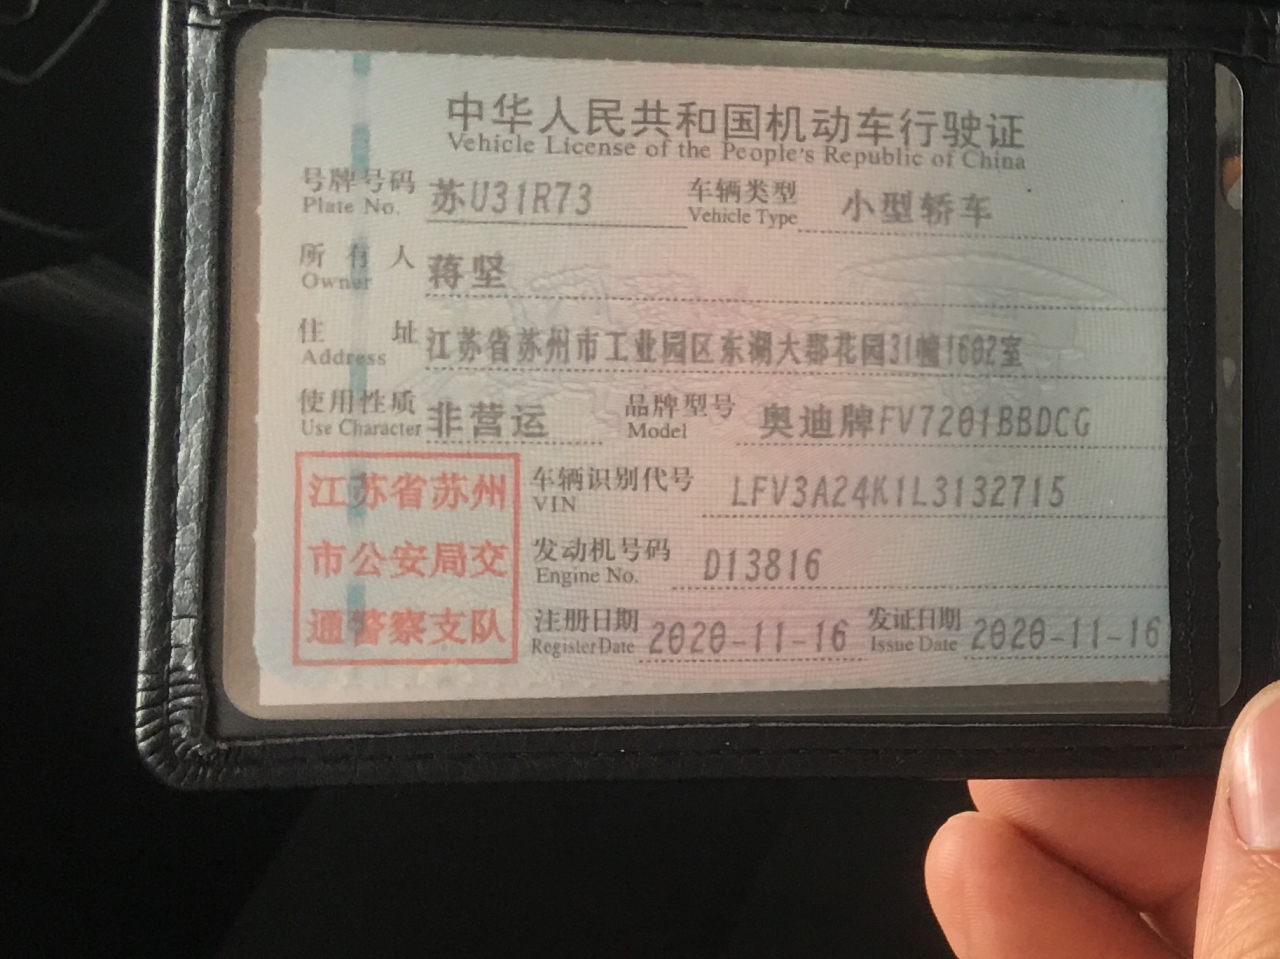 中华人民共和国机动车行驶证
Vehicle License of the People's Republic of China
号牌号码 苏U31R73 车辆类型 小型轿车
Plate No. Vehicle Type
所有人 蒋坚
Owner
住址 江苏省苏州市工业园区东湖大郡花园31幢1602室
Address
使用性质 非营运 品牌型号 奥迪牌FV7201BBDCG
Use Character Model
江苏省苏州
市公安局交
通警察支队
车辆识别代号 LFV3A24K1L3132715
VIN
发动机号码 D13816
Engine No.
注册日期 2020-11-16 发证日期 2020-11-16
Register Date Issue Date